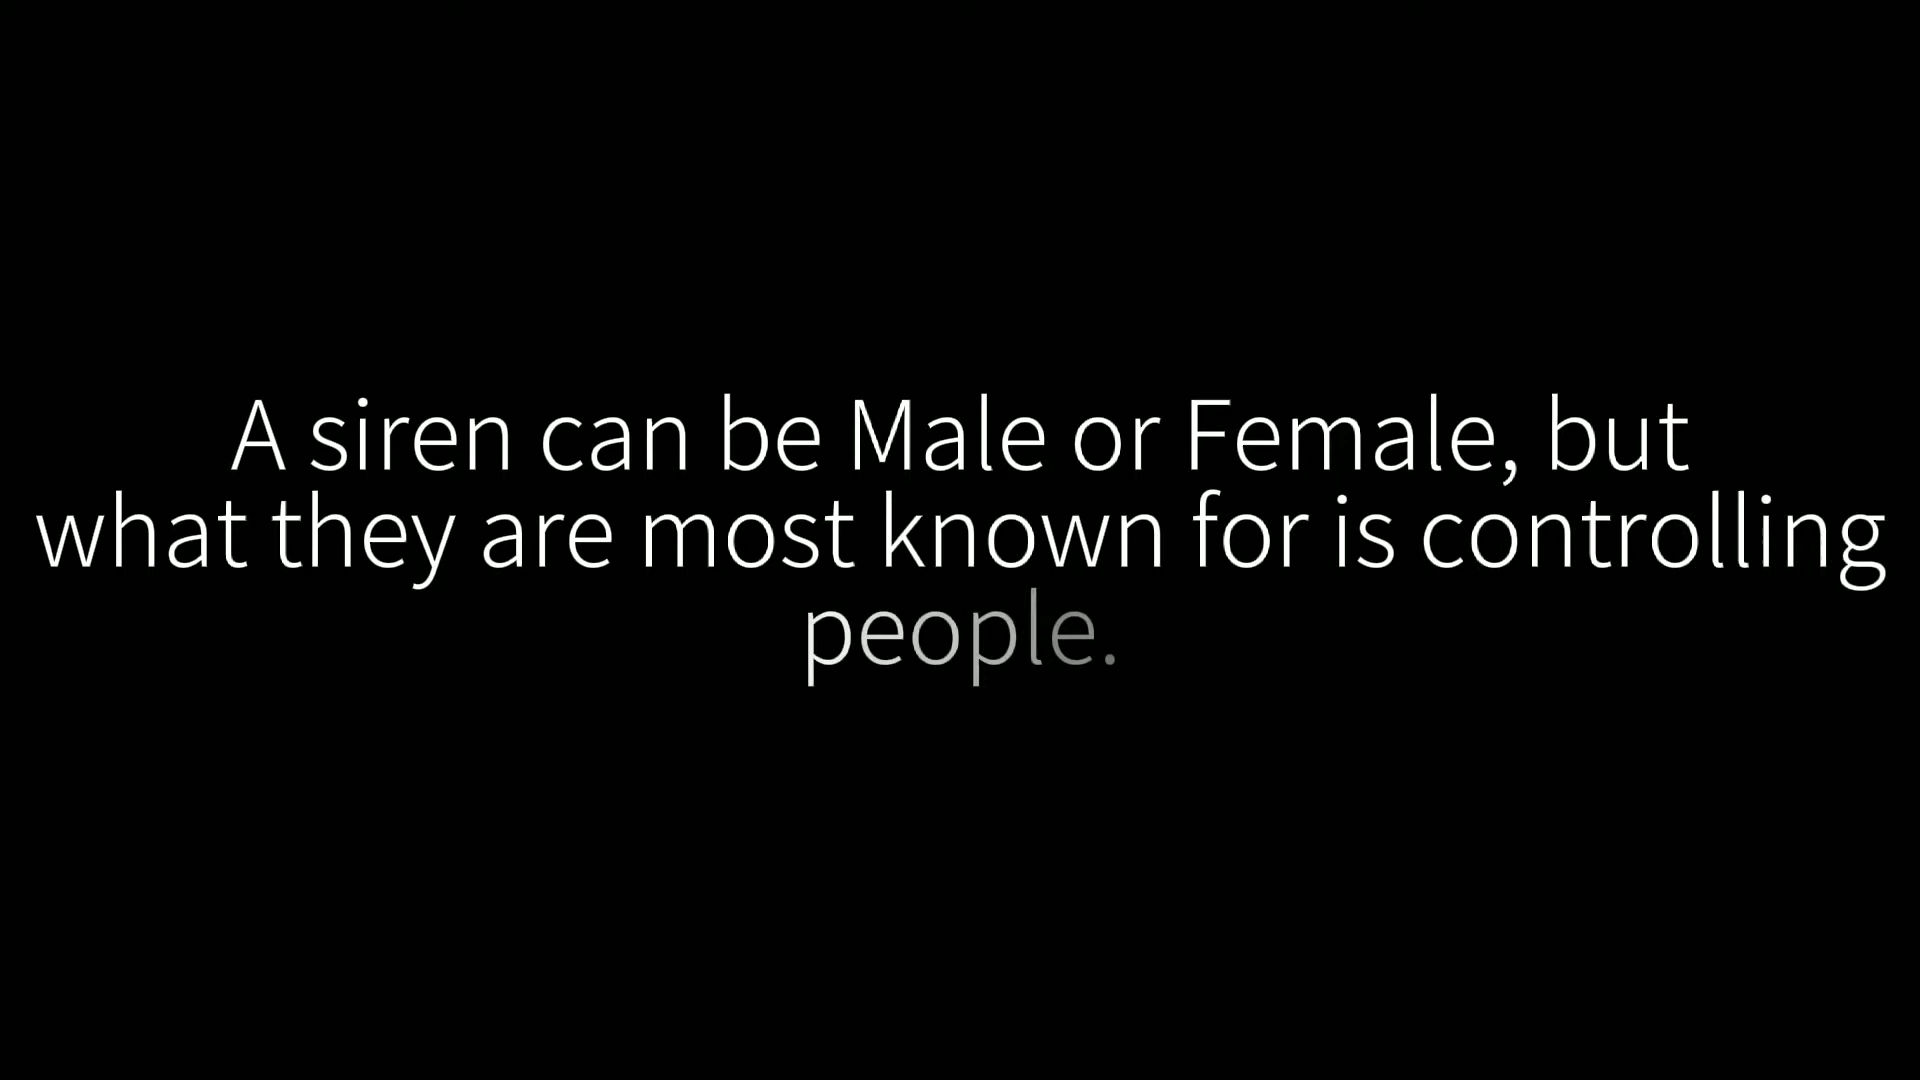 A siren can be Male or Female, but
what they are most known for is controlling
people.